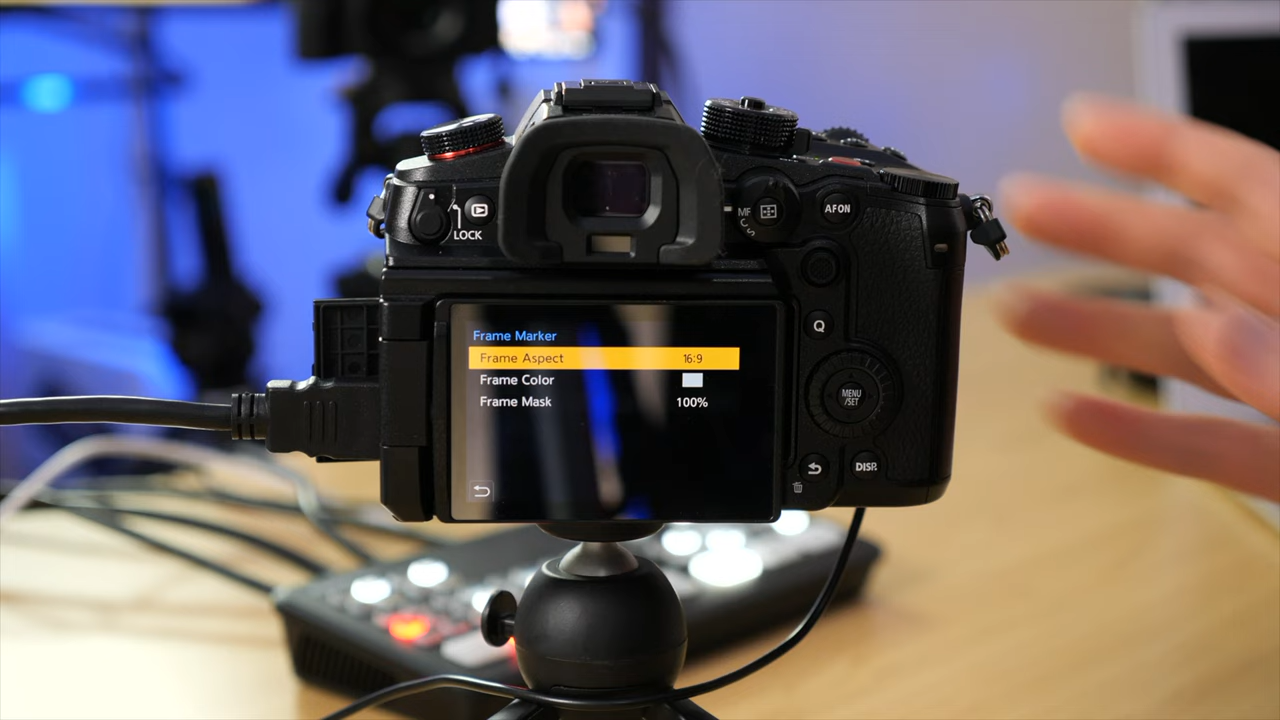 LOCK
MF
C
S
AFON
Q
MENU
/SET
DISP.
Frame Marker
Frame Aspect 16:9
Frame Color
Frame Mask 100%